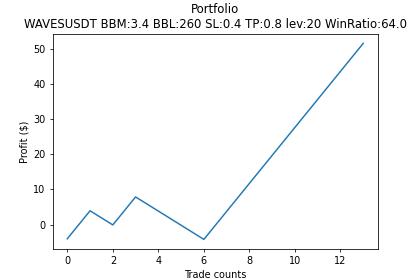 Portfolio
WAVESUSDT BBM:3.4 BBL:260 SL:0.4 TP:0.8 lev:20 WinRatio:64.0
50
40
30
20
10
0
Profit ($)
0 2 4 6 8 10 12
Trade counts